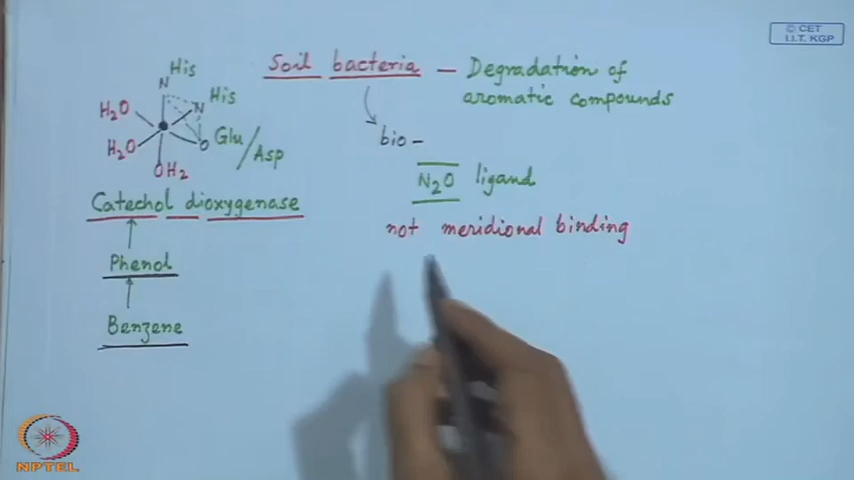 © CET
I.I.T. KGP
Soil bacteria — Degradation of
aromatic compounds
bio -
N2O ligand
not meridional binding
His
N
His
N
H2O
H2O
O Glu/Asp
OH2
Catechol dioxygenase
Phenol
Benzene
NPTEL